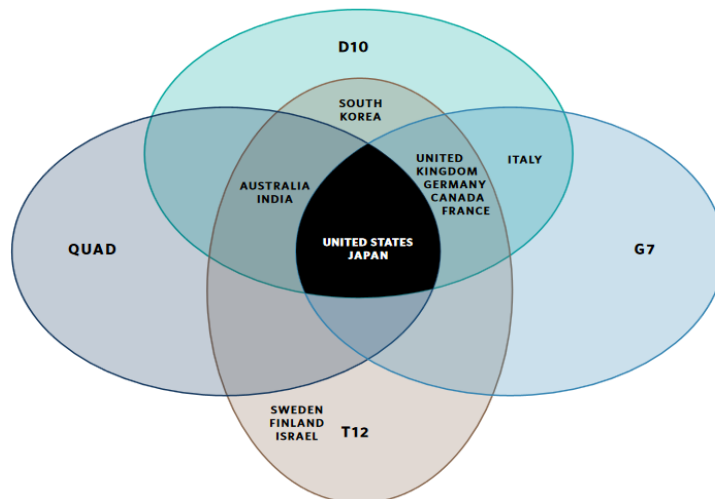 D10
SOUTH
KOREA
UNITED
KINGDOM
GERMANY
CANADA
FRANCE
ITALY
AUSTRALIA
INDIA
QUAD
UNITED STATES
JAPAN
G7
SWEDEN
FINLAND
ISRAEL
T12